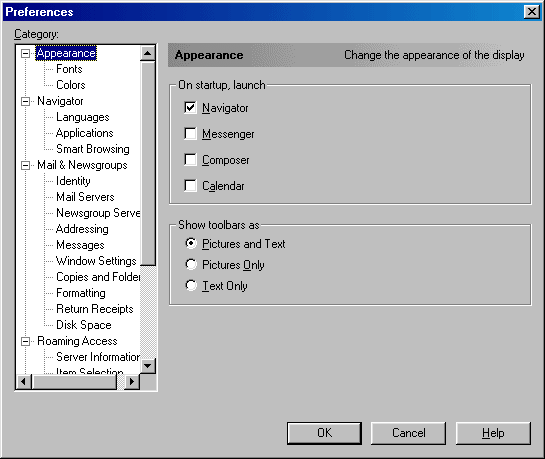 Preferences
Category:
Appearance
Fonts
Colors
Navigator
Languages
Applications
Smart Browsing
Mail & Newsgroups
Identity
Mail Servers
Newsgroup Serve
Addressing
Messages
Window Settings
Copies and Folder
Formatting
Return Receipts
Disk Space
Roaming Access
Server Information
Item Selection
Appearance Change the appearance of the display
On startup, launch
Navigator
Messenger
Composer
Calendar
Show toolbars as
Pictures and Text
Pictures Only
Text Only
OK Cancel Help